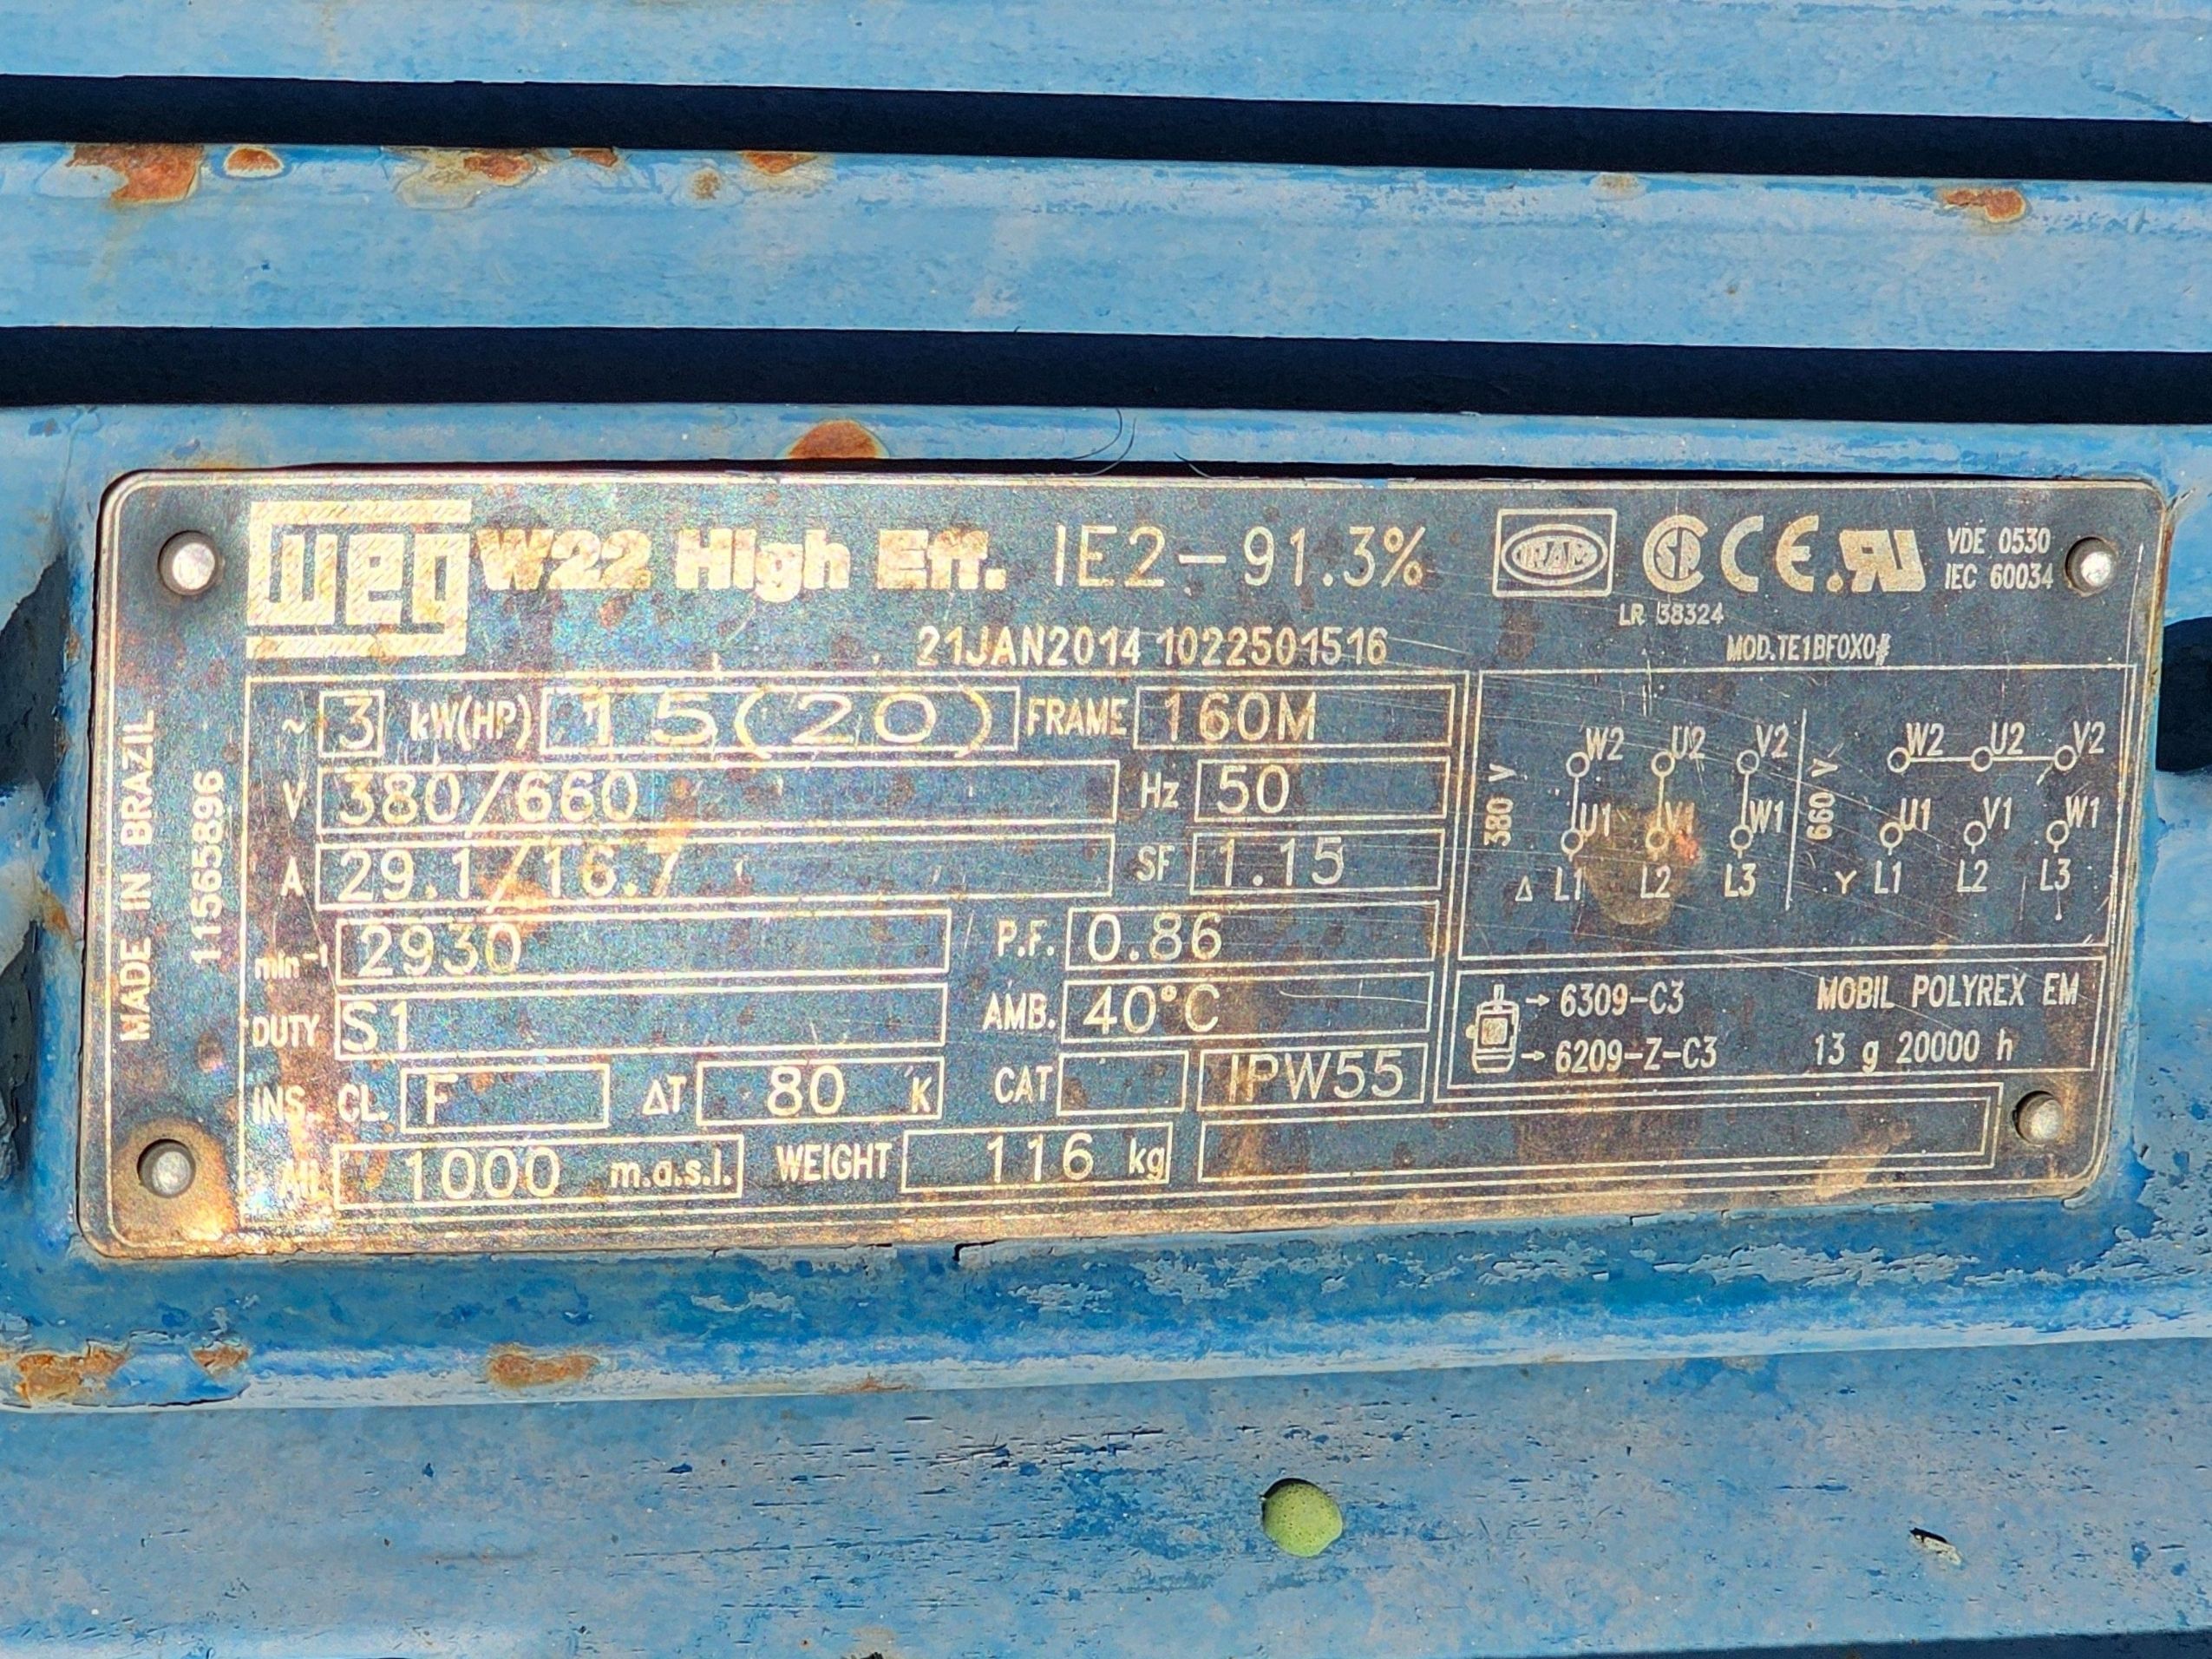 weg W22 High Eff. IE2-91.3%
IRAM SA CE RU
VDE 0530
IEC 60034
LR 38324
21JAN2014 1022501516
MOD.TE1BF0X0#
MADE IN BRAZIL
11565896
~ 3 kW(HP) 15(20) FRAME 160M
V 380/660 Hz 50
A 29.1/16.7 SF 1.15
min-1 2930 P.F. 0.86
DUTY S1 AMB. 40°C
INS. CL. F ΔT 80 K CAT IPW55
Alt. 1000 m.a.s.l. WEIGHT 116 kg
380 V
W2 U2 V2
U1 V1 W1
Δ L1 L2 L3
660 V
W2 U2 V2
U1 V1 W1
Y L1 L2 L3
→ 6309-C3 MOBIL POLYREX EM
→ 6209-Z-C3 13 g 20000 h